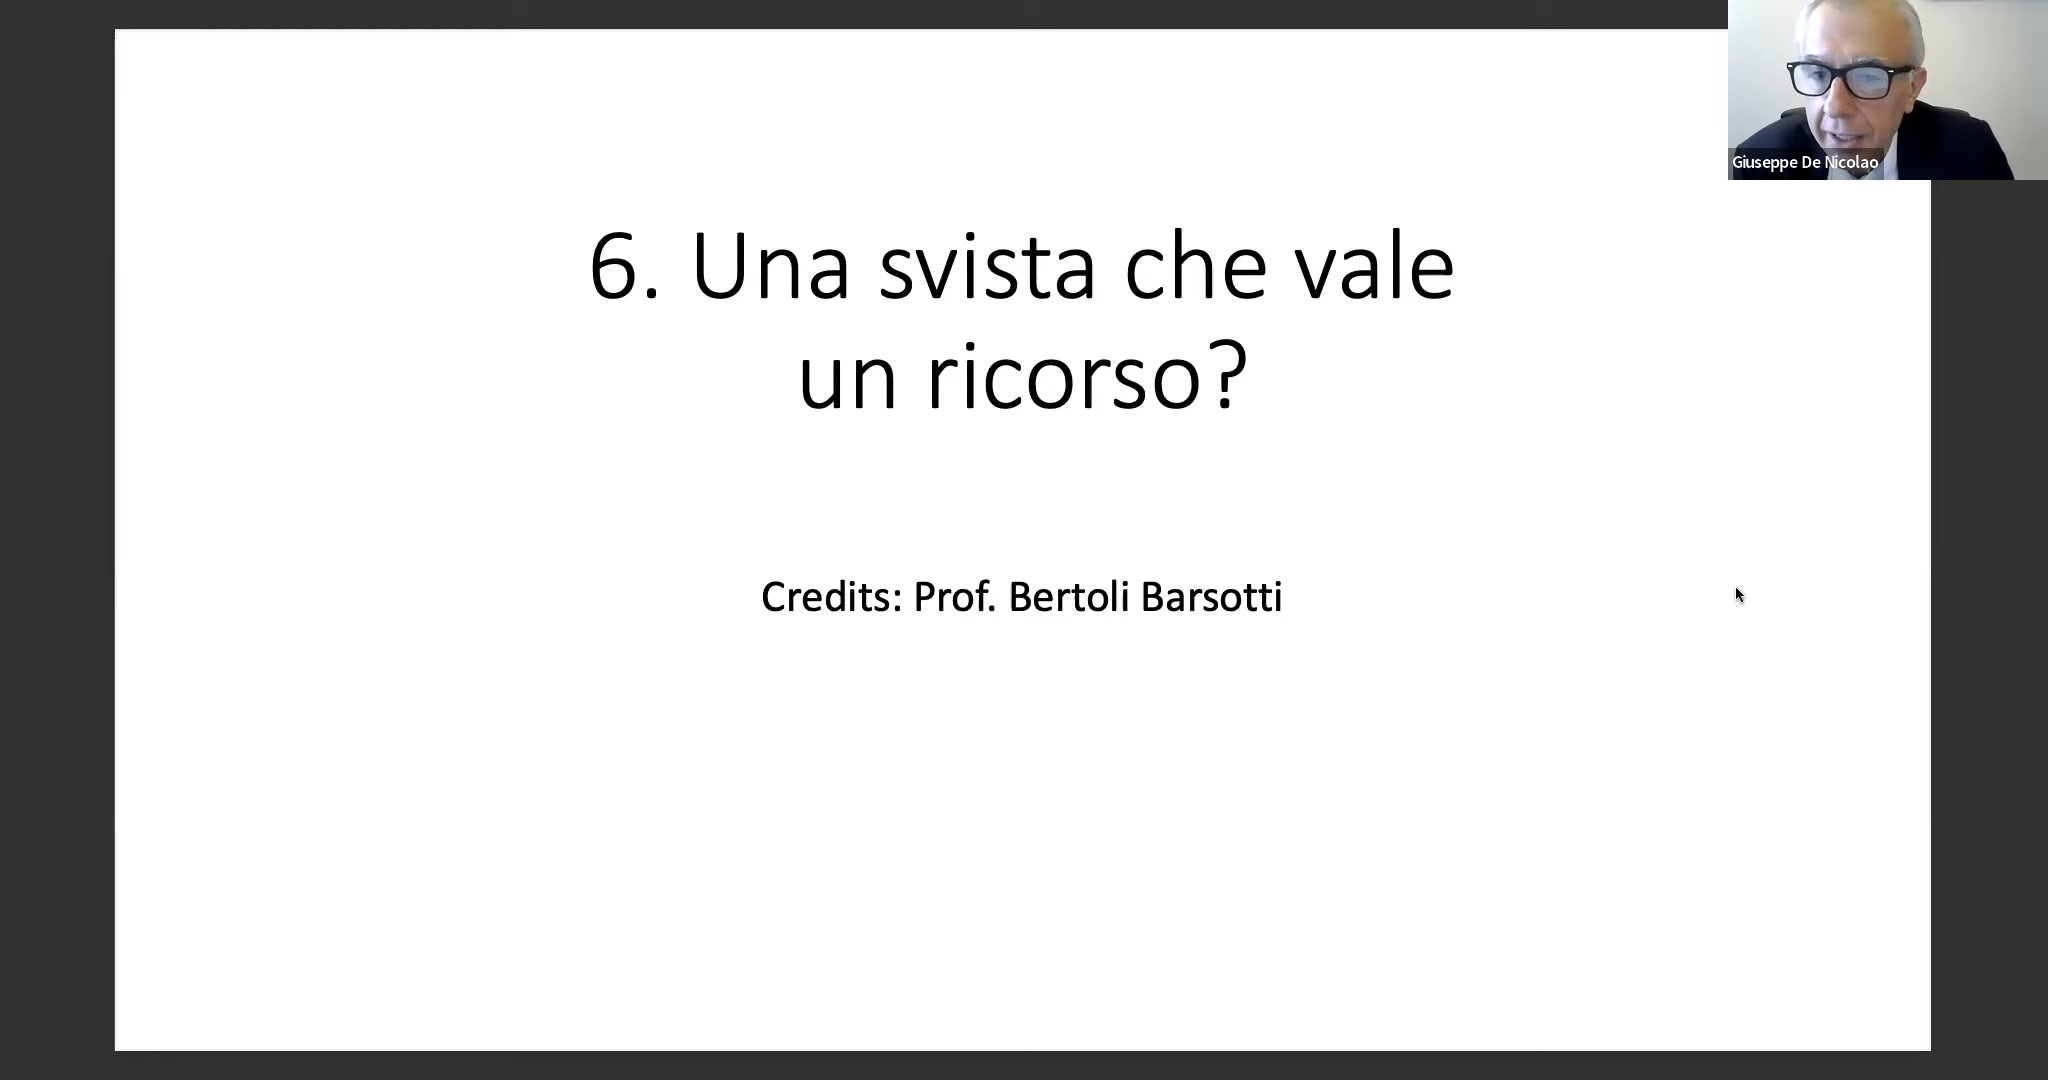 Giuseppe De Nicolao
6. Una svista che vale
un ricorso?
Credits: Prof. Bertoli Barsotti